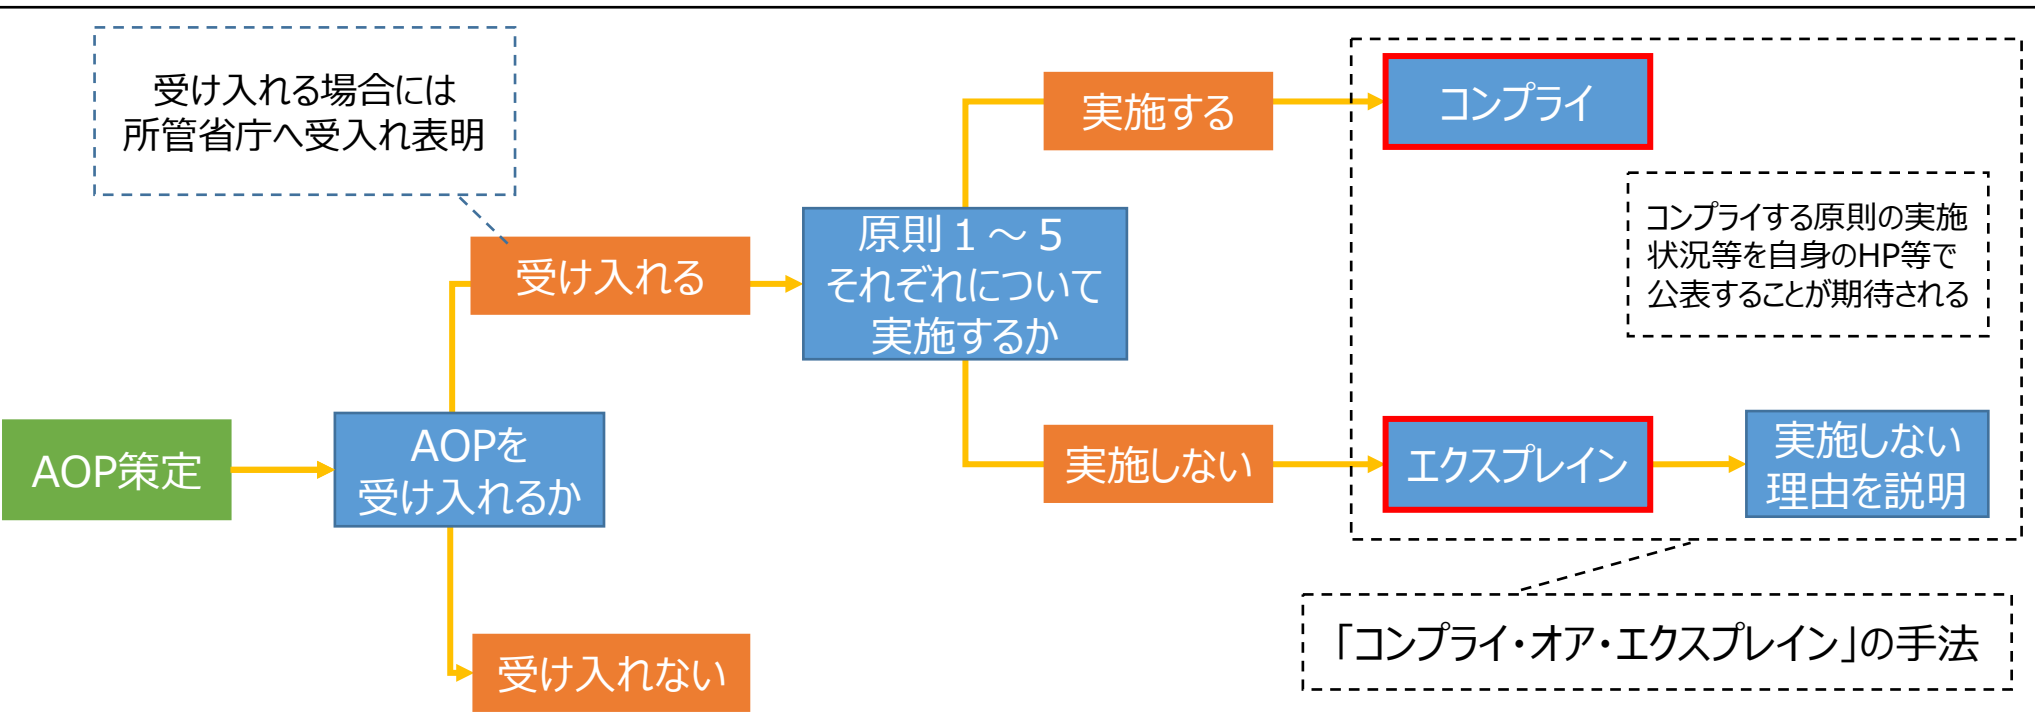 受け入れる場合には
所管省庁へ受入れ表明
実施する
コンプライ
原則１～５
それぞれについて
実施するか
コンプライする原則の実施
状況等を自身のHP等で
公表することが期待される
受け入れる
AOP策定
AOPを
受け入れるか
実施しない
エクスプレイン
実施しない
理由を説明
受け入れない
「コンプライ・オア・エクスプレイン」の手法